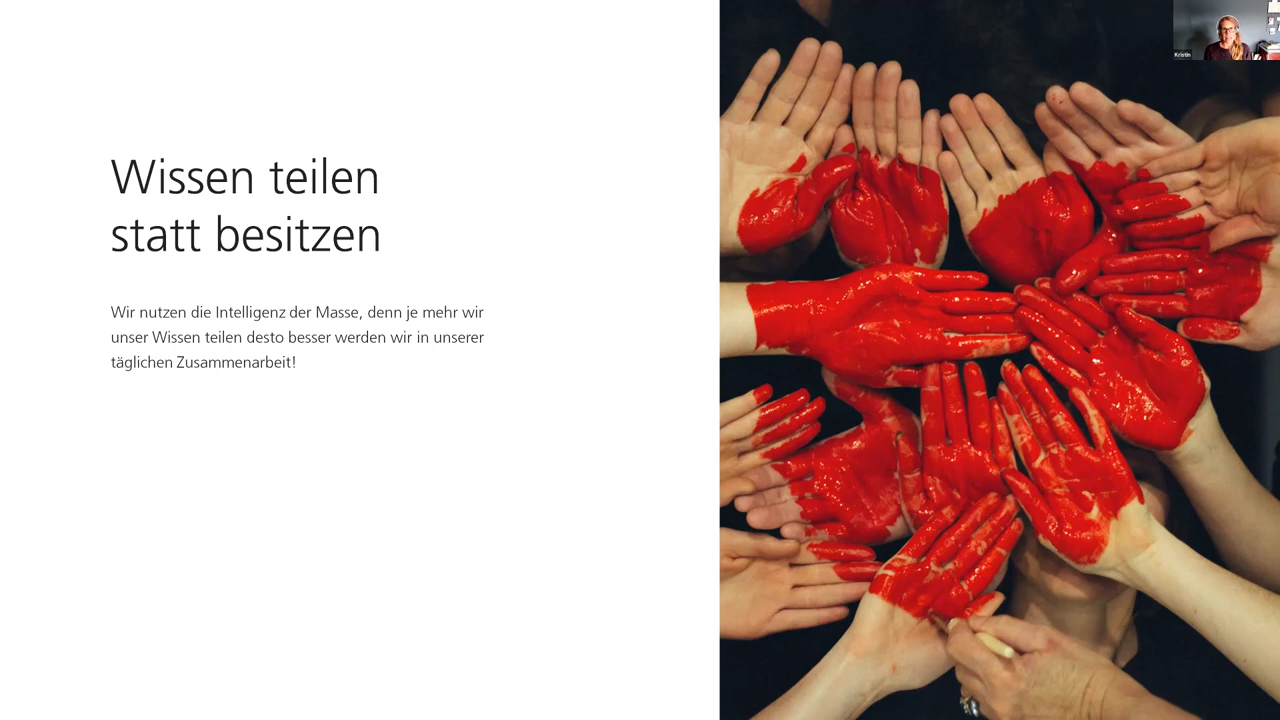 Wissen teilen
statt besitzen
Wir nutzen die Intelligenz der Masse, denn je mehr wir
unser Wissen teilen desto besser werden wir in unserer
täglichen Zusammenarbeit!
Kristin